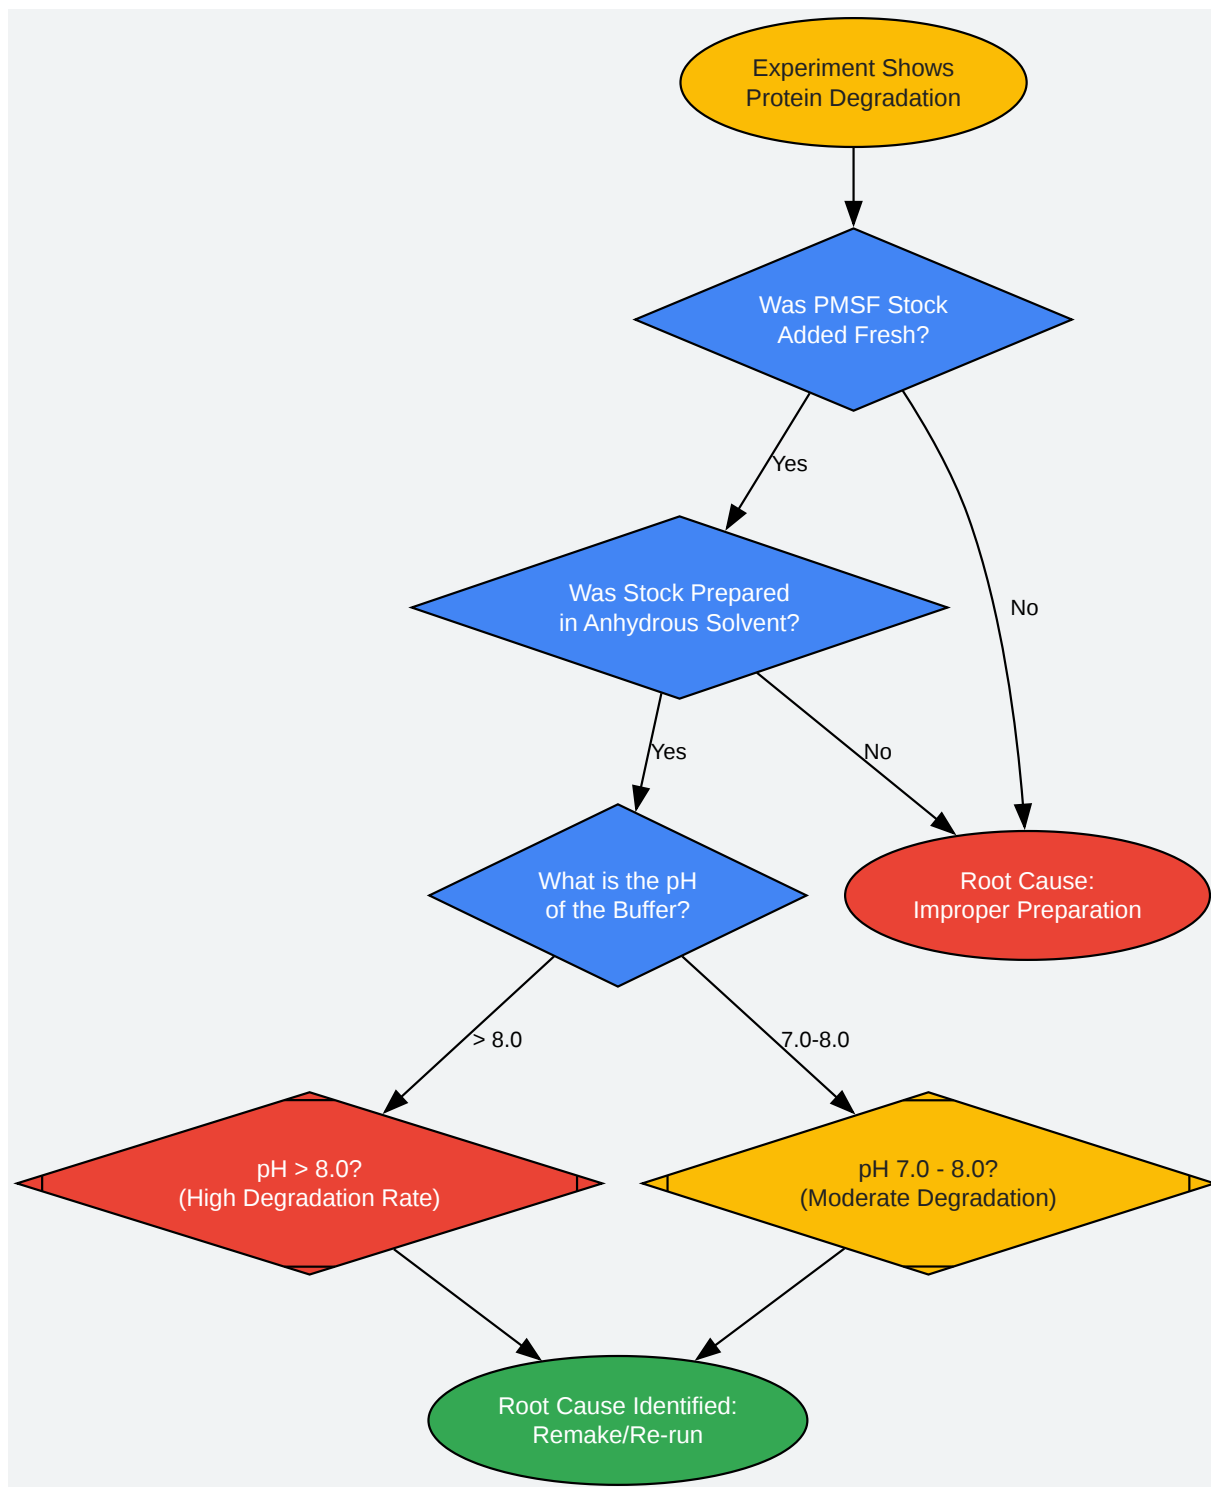 Experiment Shows
Protein Degradation
Was PMSF Stock
Added Fresh?
Yes
Was Stock Prepared
in Anhydrous Solvent?
No
Yes
No
What is the pH
of the Buffer?
Root Cause:
Improper Preparation
> 8.0
7.0-8.0
pH > 8.0?
(High Degradation Rate)
pH 7.0 - 8.0?
(Moderate Degradation)
Root Cause Identified:
Remake/Re-run